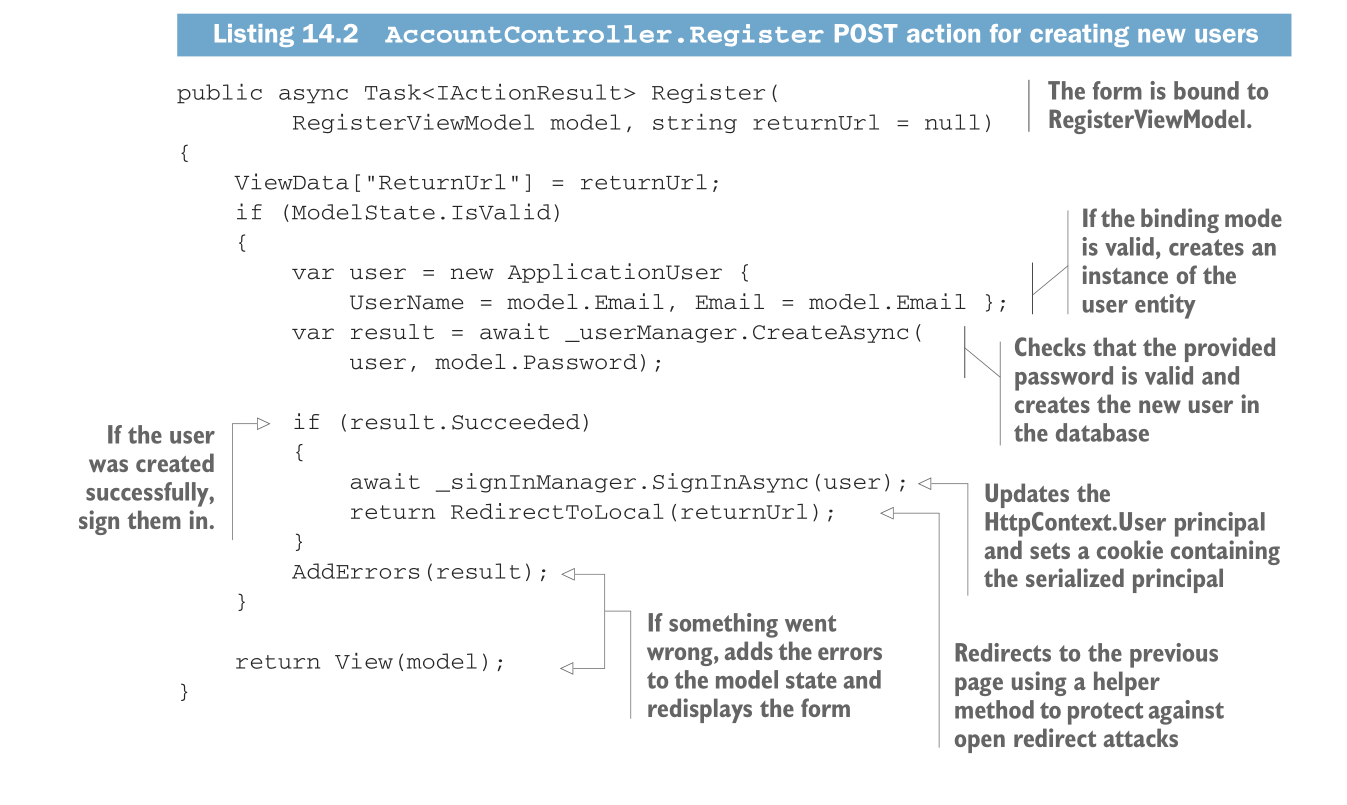 Listing 14.2 AccountController.Register POST action for creating new users
public async Task<IActionResult> Register(
RegisterViewModel model, string returnUrl = null)
The form is bound to
RegisterViewModel.
{
ViewData["ReturnUrl"] = returnUrl;
if (ModelState.IsValid)
{
var user = new ApplicationUser {
UserName = model.Email, Email = model.Email };
If the binding mode
is valid, creates an
instance of the
user entity
var result = await _userManager.CreateAsync(
user, model.Password);
Checks that the provided
password is valid and
creates the new user in
the database
if (result.Succeeded)
If the user
was created
successfully,
sign them in.
{
await _signInManager.SignInAsync(user);
Updates the
HttpContext.User principal
and sets a cookie containing
the serialized principal
return RedirectToLocal(returnUrl);
Redirects to the previous
page using a helper
method to protect against
open redirect attacks
}
AddErrors(result);
If something went
wrong, adds the errors
to the model state and
redisplays the form
}
return View(model);
}